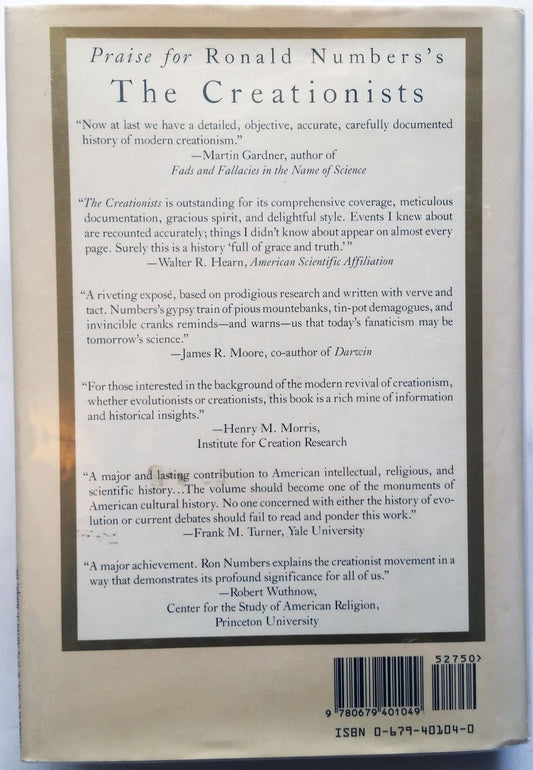 Praise for Ronald Numbers's
The Creationists
“Now at last we have a detailed, objective, accurate, carefully documented
history of modern creationism.”
—Martin Gardner, author of
Fads and Fallacies in the Name of Science
“The Creationists is outstanding for its comprehensive coverage, meticulous
documentation, gracious spirit, and delightful style. Events I knew about
are recounted accurately; things I didn't know about appear on almost every
page. Surely this is a history ‘full of grace and truth.’”
—Walter R. Hearn, American Scientific Affiliation
“A riveting exposé, based on prodigious research and written with verve and
tact. Numbers's gypsy train of pious mountebanks, tin-pot demagogues, and
invincible cranks reminds—and warns—us that today's fanaticism may be
tomorrow's science.”
—James R. Moore, co-author of Darwin
“For those interested in the background of the modern revival of creationism,
whether evolutionists or creationists, this book is a rich mine of information
and historical insights.”
—Henry M. Morris,
Institute for Creation Research
“A major and lasting contribution to American intellectual, religious, and
scientific history...The volume should become one of the monuments of
American cultural history. No one concerned with either the history of evo-
lution or current debates should fail to read and ponder this work.”
—Frank M. Turner, Yale University
“A major achievement. Ron Numbers explains the creationist movement in a
way that demonstrates its profound significance for all of us.”
—Robert Wuthnow,
Center for the Study of American Religion,
Princeton University
52750>
9 780679 401049
ISBN 0-679-40104-0